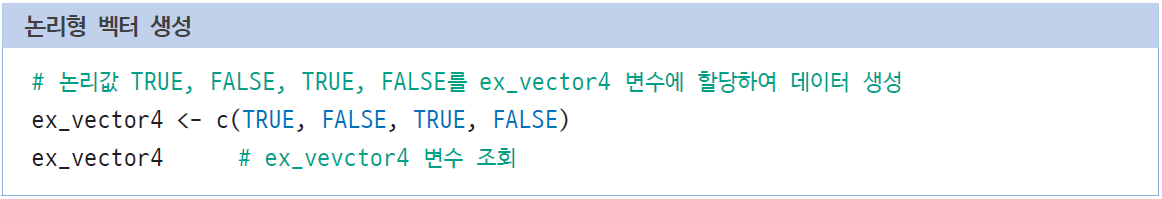 논리형 벡터 생성
# 논리값 TRUE, FALSE, TRUE, FALSE를 ex_vector4 변수에 할당하여 데이터 생성
ex_vector4 <- c(TRUE, FALSE, TRUE, FALSE)
ex_vector4 # ex_vevctor4 변수 조회